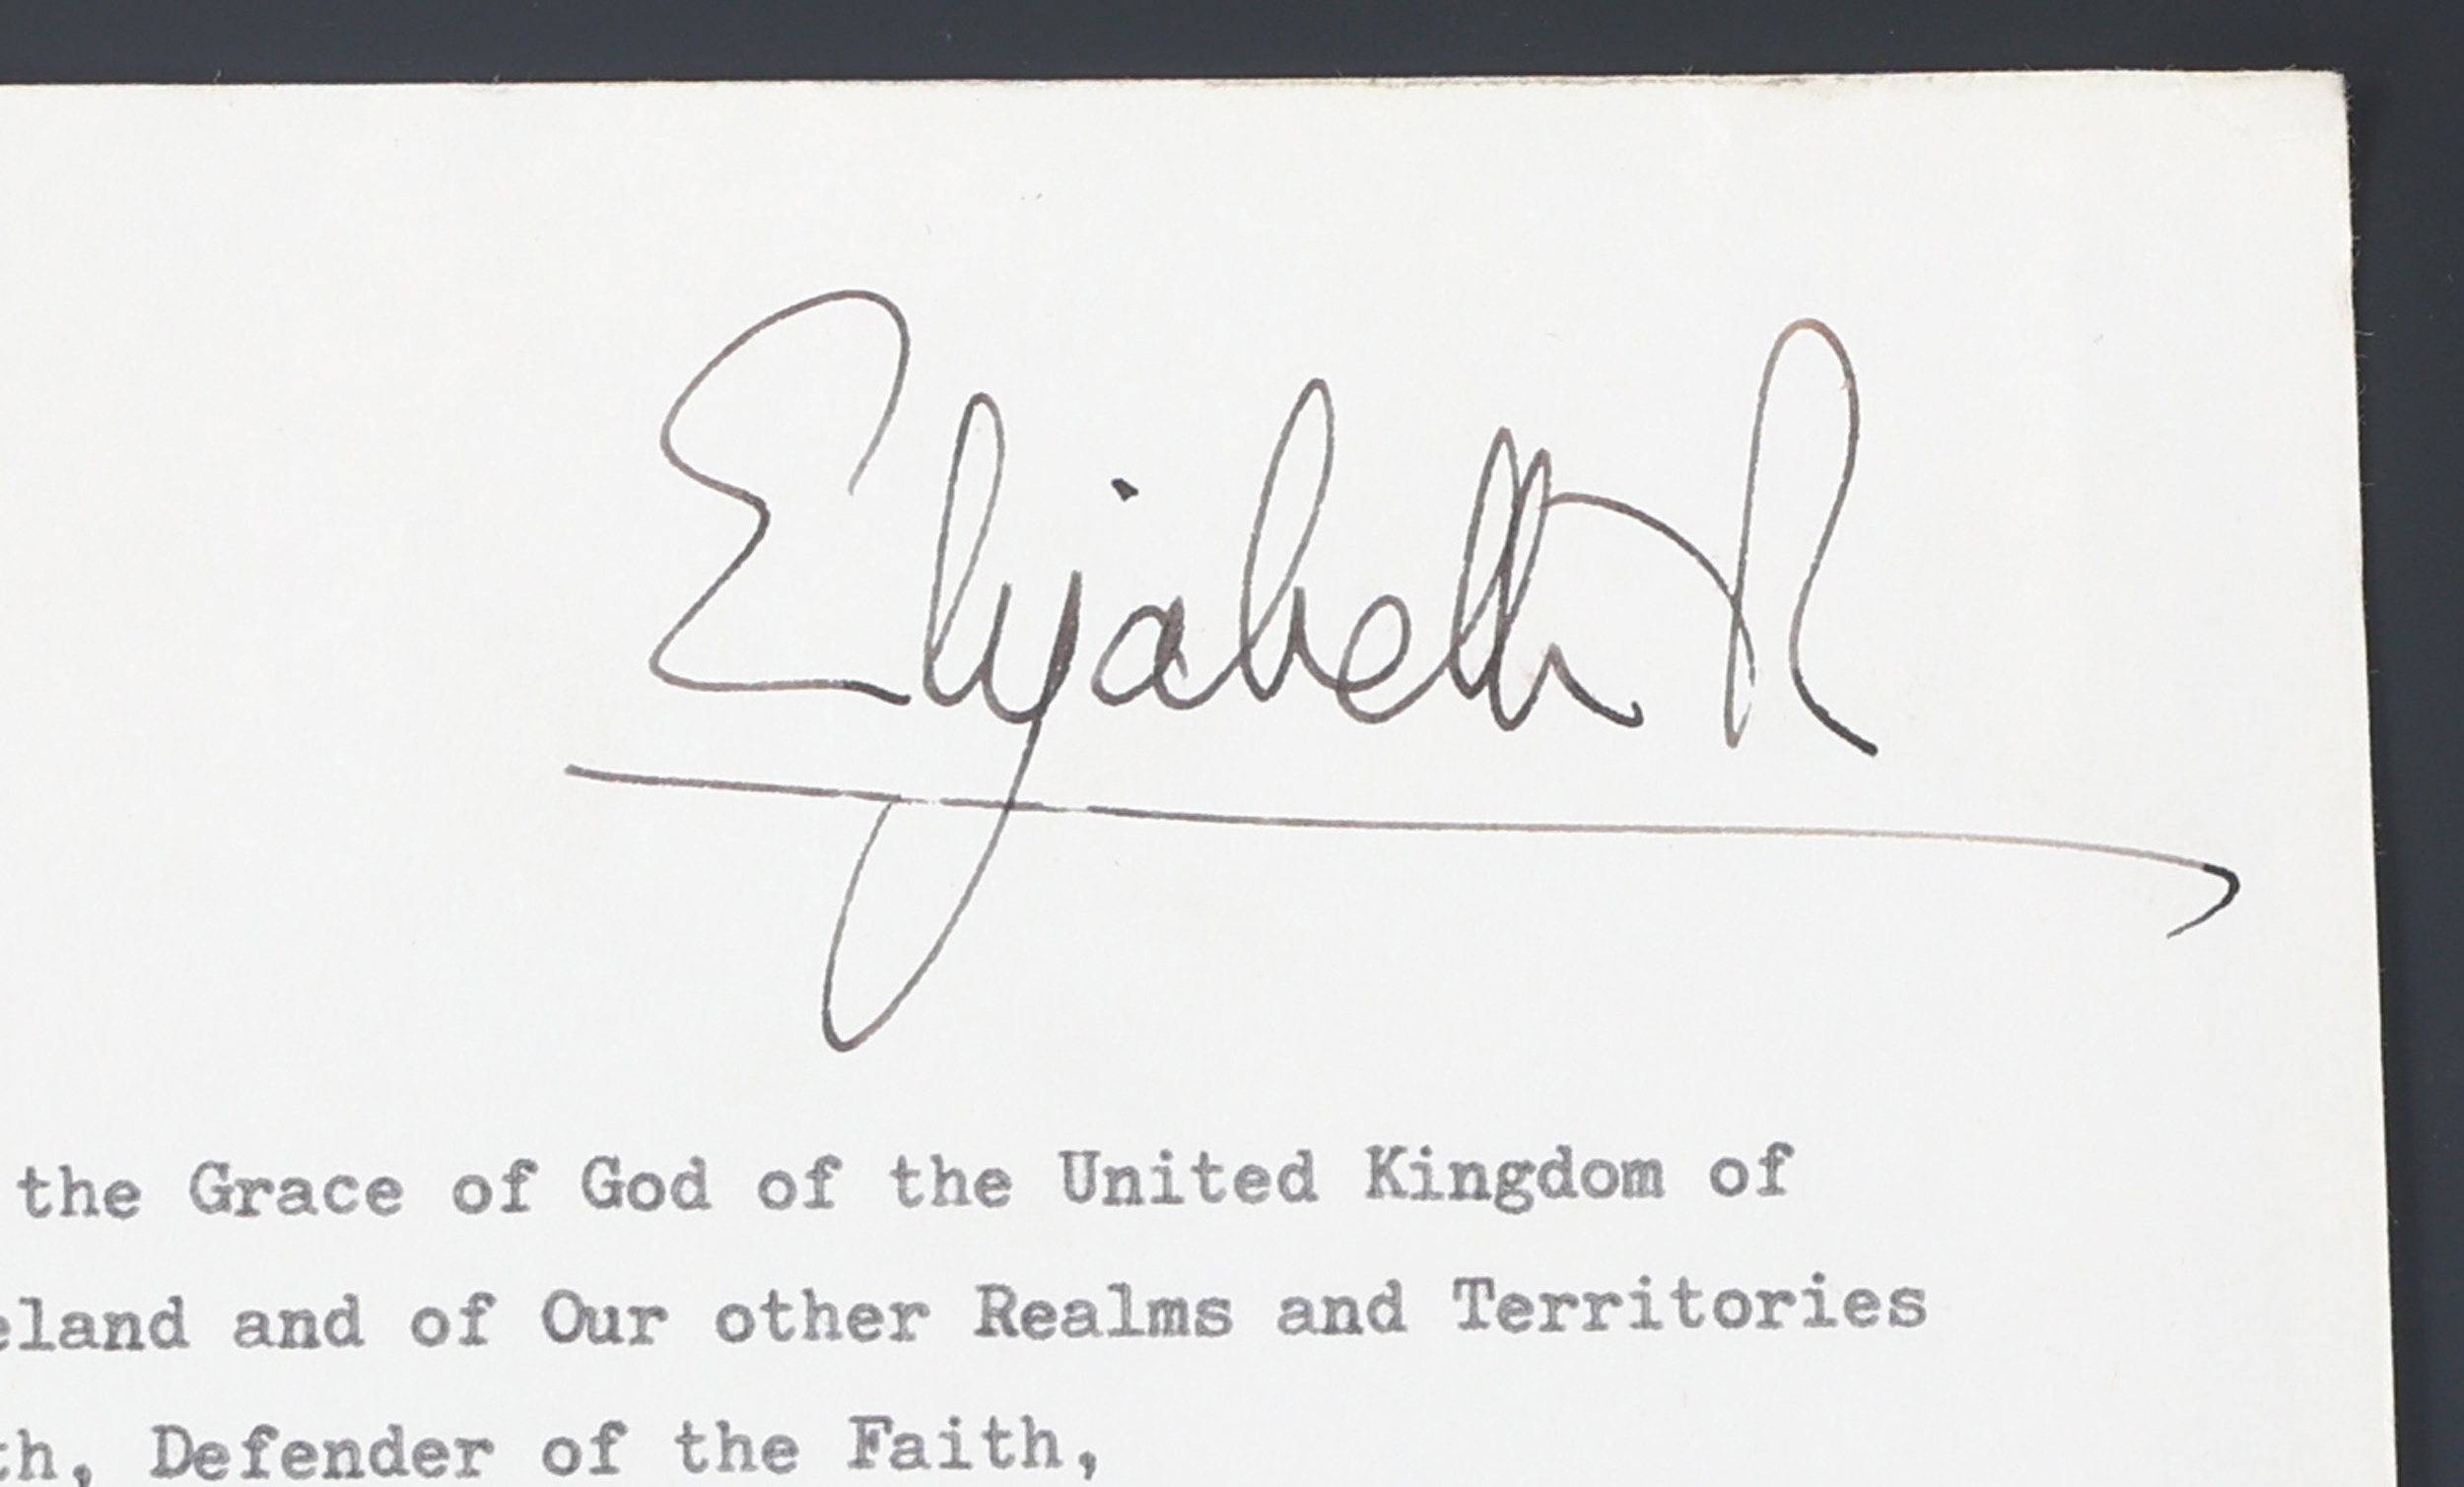 Elizabeth R
the Grace of God of the United Kingdom of
eland and of Our other Realms and Territories
th, Defender of the Faith,